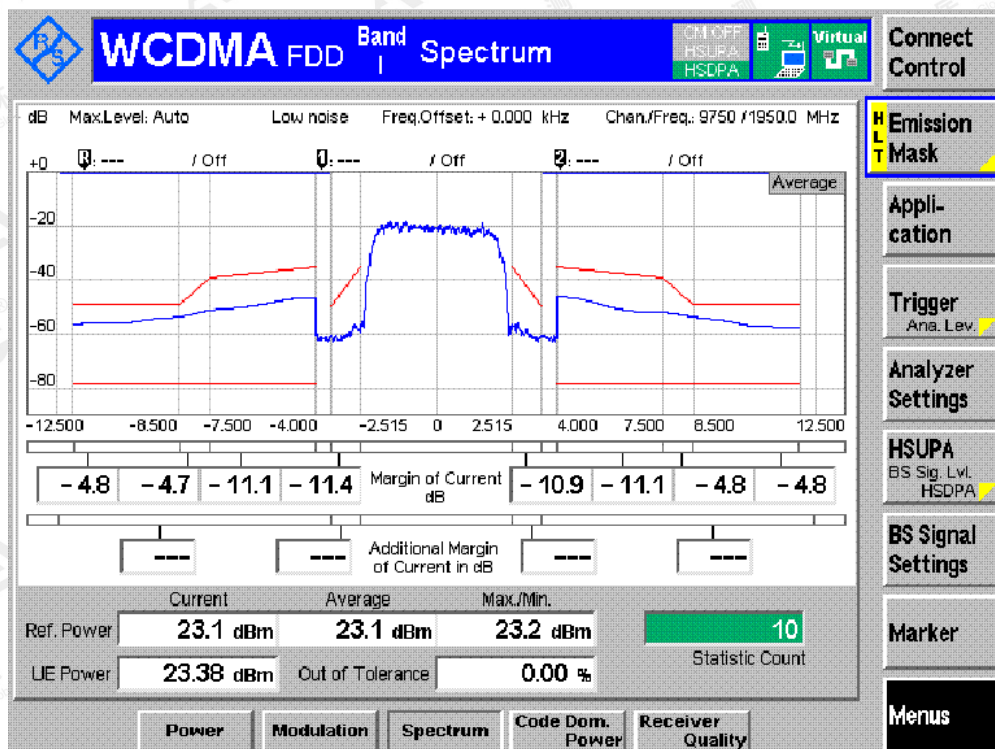 R/S
WCDMA FDD Band I Spectrum
CM:OFF
HSUPA
HSDPA
Virtual
Connect Control
dB Max.Level: Auto Low noise Freq.Offset: + 0.000 kHz Chan./Freq.: 9750 / 1950.0 MHz
HLT Emission Mask
R: --- / Off 1: --- / Off 2: --- / Off
+0
Average
-20
-40
-60
-80
-12.500 -8.500 -7.500 -4.000 -2.515 0 2.515 4.000 7.500 8.500 12.500
Appli-
cation
Trigger
Ana. Lev.
Analyzer
Settings
HSUPA
BS Sig. Lvl.
HSDPA
BS Signal
Settings
Marker
Menus
- 4.8 - 4.7 - 11.1 - 11.4 Margin of Current dB - 10.9 - 11.1 - 4.8 - 4.8
--- --- Additional Margin of Current in dB --- ---
Current Average Max./Min.
Ref. Power 23.1 dBm 23.1 dBm 23.2 dBm 10
Statistic Count
UE Power 23.38 dBm Out of Tolerance 0.00 %
Power Modulation Spectrum Code Dom. Power Receiver Quality